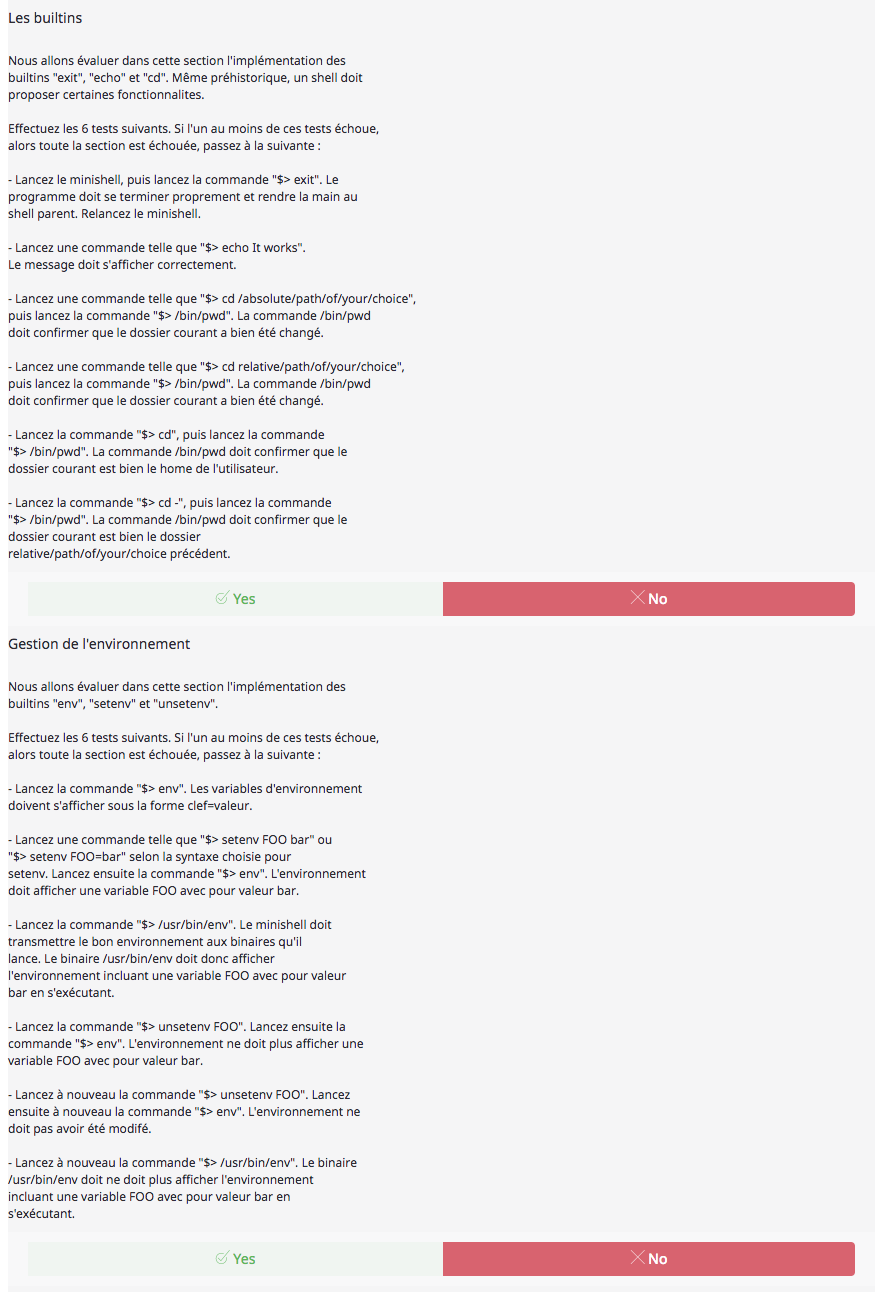 Les builtins
Nous allons évaluer dans cette section l'implémentation des
builtins "exit", "echo" et "cd". Même préhistorique, un shell doit
proposer certaines fonctionnalites.
Effectuez les 6 tests suivants. Si l'un au moins de ces tests échoue,
alors toute la section est échouée, passez à la suivante :
- Lancez le minishell, puis lancez la commande "$> exit". Le
programme doit se terminer proprement et rendre la main au
shell parent. Relancez le minishell.
- Lancez une commande telle que "$> echo It works".
Le message doit s'afficher correctement.
- Lancez une commande telle que "$> cd /absolute/path/of/your/choice",
puis lancez la commande "$> /bin/pwd". La commande /bin/pwd
doit confirmer que le dossier courant a bien été changé.
- Lancez une commande telle que "$> cd relative/path/of/your/choice",
puis lancez la commande "$> /bin/pwd". La commande /bin/pwd
doit confirmer que le dossier courant a bien été changé.
- Lancez la commande "$> cd", puis lancez la commande
"$> /bin/pwd". La commande /bin/pwd doit confirmer que le
dossier courant est bien le home de l'utilisateur.
- Lancez la commande "$> cd -", puis lancez la commande
"$> /bin/pwd". La commande /bin/pwd doit confirmer que le
dossier courant est bien le dossier
relative/path/of/your/choice précédent.
Yes No
Gestion de l'environnement
Nous allons évaluer dans cette section l'implémentation des
builtins "env", "setenv" et "unsetenv".
Effectuez les 6 tests suivants. Si l'un au moins de ces tests échoue,
alors toute la section est échouée, passez à la suivante :
- Lancez la commande "$> env". Les variables d'environnement
doivent s'afficher sous la forme clef=valeur.
- Lancez une commande telle que "$> setenv FOO bar" ou
"$> setenv FOO=bar" selon la syntaxe choisie pour
setenv. Lancez ensuite la commande "$> env". L'environnement
doit afficher une variable FOO avec pour valeur bar.
- Lancez la commande "$> /usr/bin/env". Le minishell doit
transmettre le bon environnement aux binaires qu'il
lance. Le binaire /usr/bin/env doit donc afficher
l'environnement incluant une variable FOO avec pour valeur
bar en s'exécutant.
- Lancez la commande "$> unsetenv FOO". Lancez ensuite la
commande "$> env". L'environnement ne doit plus afficher une
variable FOO avec pour valeur bar.
- Lancez à nouveau la commande "$> unsetenv FOO". Lancez
ensuite à nouveau la commande "$> env". L'environnement ne
doit pas avoir été modifé.
- Lancez à nouveau la commande "$> /usr/bin/env". Le binaire
/usr/bin/env doit ne doit plus afficher l'environnement
incluant une variable FOO avec pour valeur bar en
s'exécutant.
Yes No